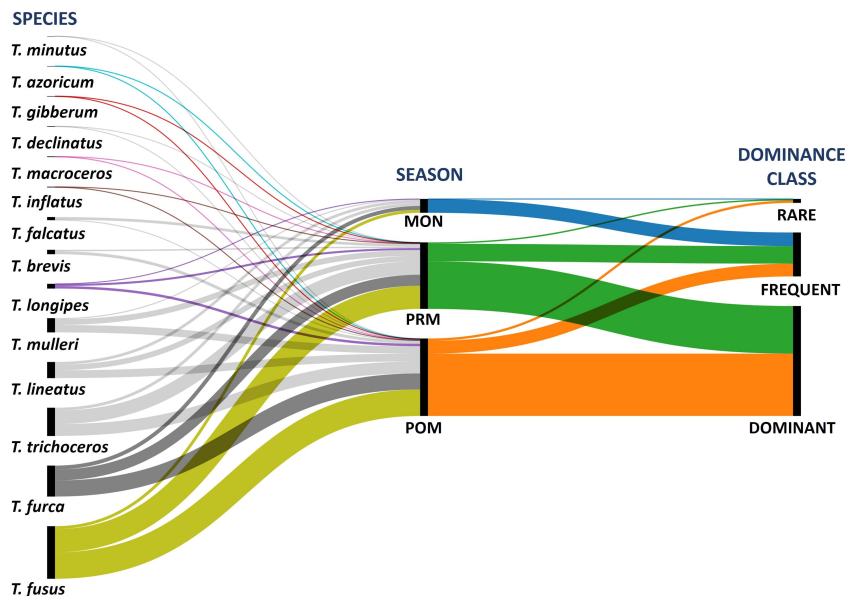 SPECIES
T. minutus
T. azoricum
T. gibberum
T. declinatus
T. macroceros
T. inflatus
T. falcatus
T. brevis
T. longipes
T. mulleri
T. lineatus
T. trichoceros
T. furca
T. fusus
SEASON
MON
PRM
POM
DOMINANCE
CLASS
RARE
FREQUENT
DOMINANT